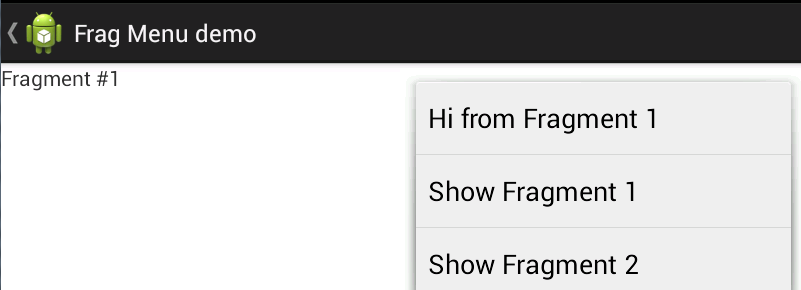 Frag Menu demo
Fragment #1
Hi from Fragment 1
Show Fragment 1
Show Fragment 2